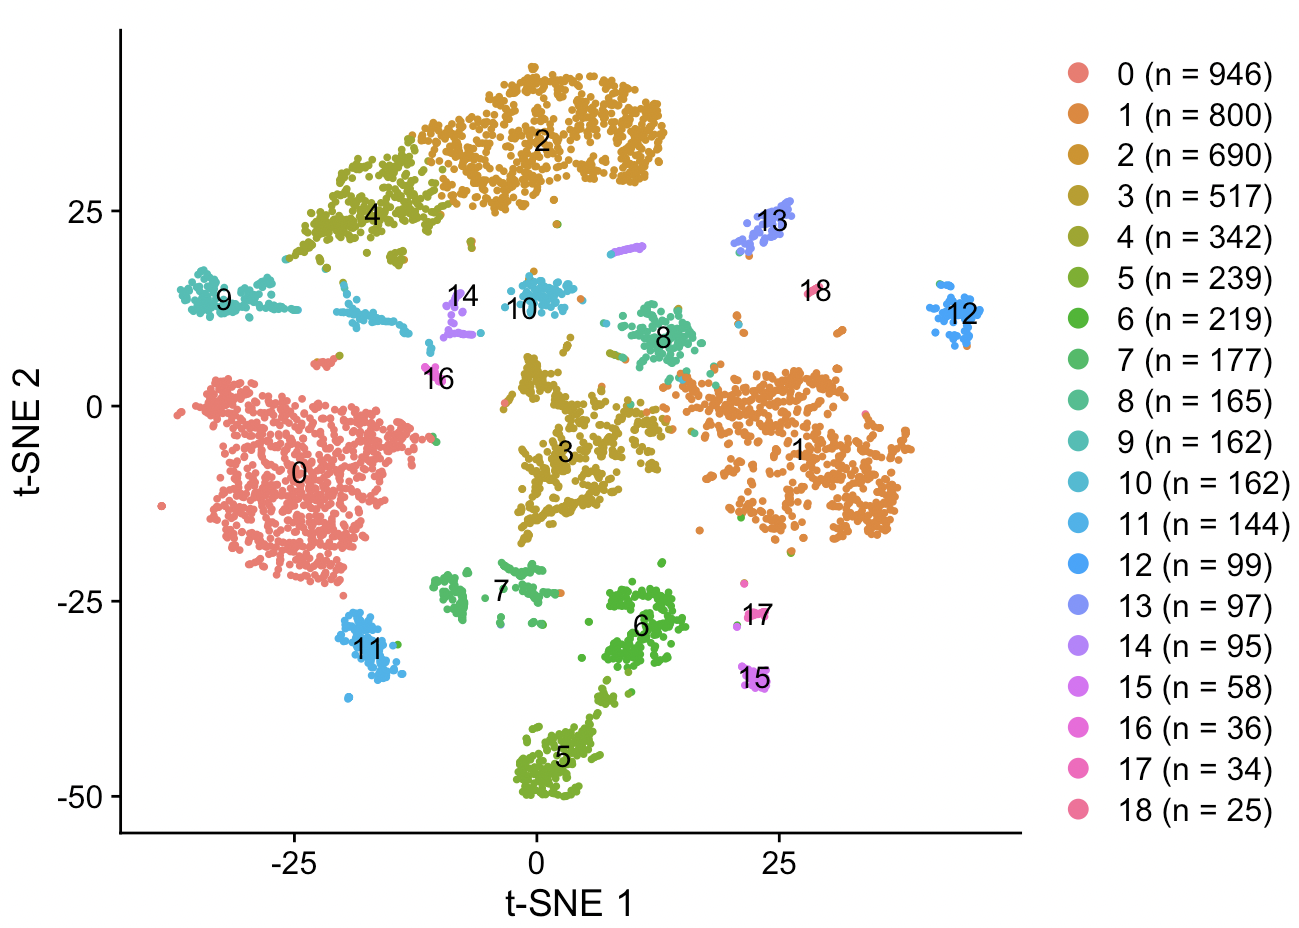 t-SNE 2
25
0
-25
-50
2
4
13
9
14
10
18
12
8
16
3
1
0
7
6
17
11
15
5
-25
0
25
t-SNE 1
0 (n = 946)
1 (n = 800)
2 (n = 690)
3 (n = 517)
4 (n = 342)
5 (n = 239)
6 (n = 219)
7 (n = 177)
8 (n = 165)
9 (n = 162)
10 (n = 162)
11 (n = 144)
12 (n = 99)
13 (n = 97)
14 (n = 95)
15 (n = 58)
16 (n = 36)
17 (n = 34)
18 (n = 25)